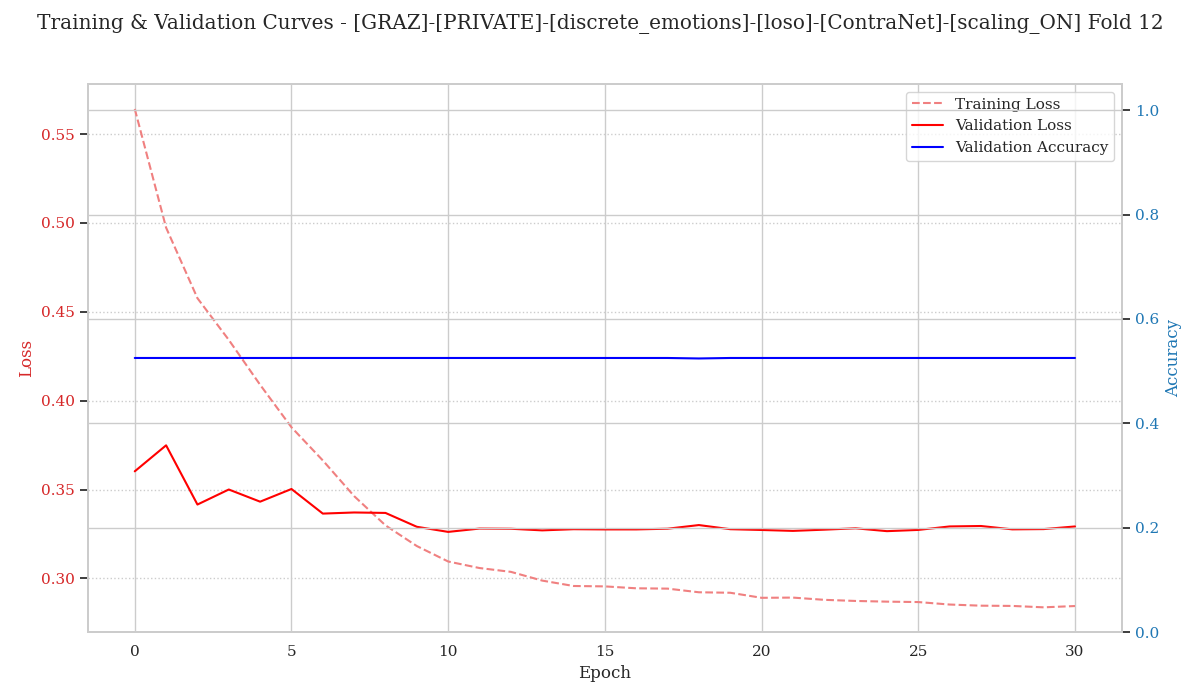 Training & Validation Curves - [GRAZ]-[PRIVATE]-[discrete_emotions]-[loso]-[ContraNet]-[scaling_ON] Fold 12
Training Loss
Validation Loss
Validation Accuracy
Loss
0.55
0.50
0.45
0.40
0.35
0.30
1.0
0.8
0.6
0.4
0.2
0.0
Accuracy
0 5 10 15 20 25 30
Epoch